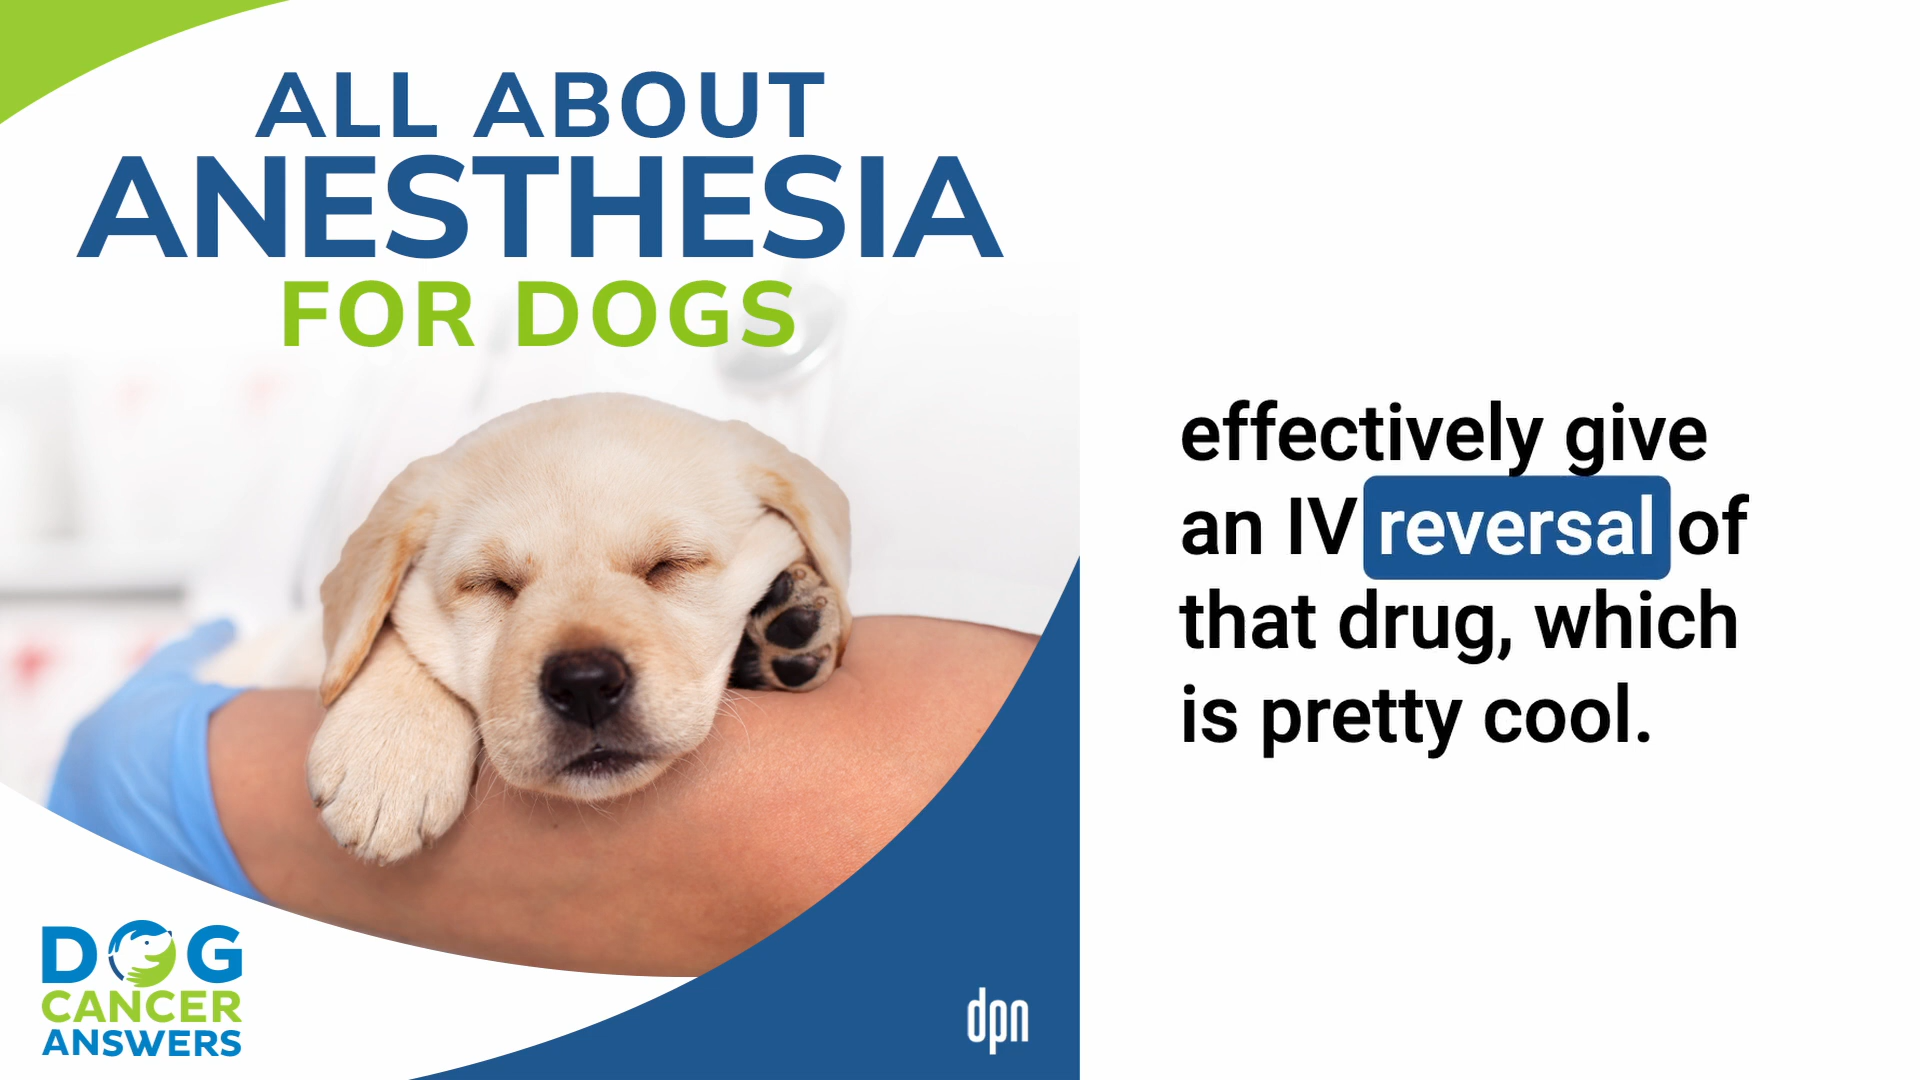 ALL ABOUT
ANESTHESIA
FOR DOGS
effectively give
an IV reversal of
that drug, which
is pretty cool.
DOG
CANCER
ANSWERS
dpn